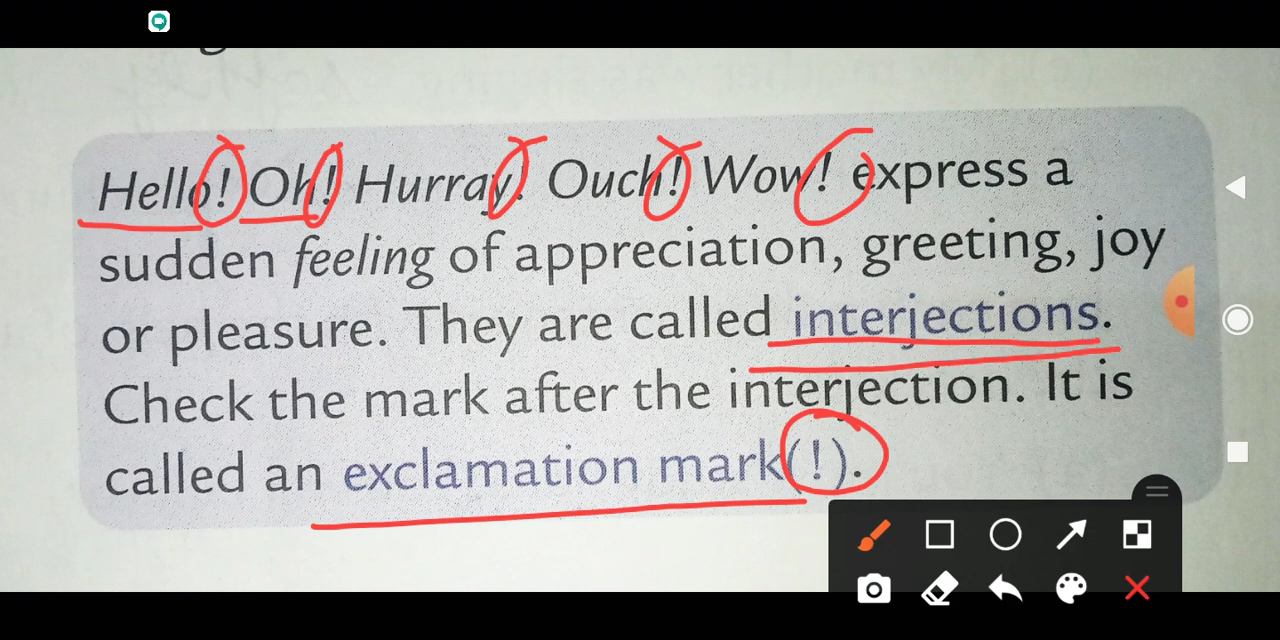 Hello! Oh! Hurray! Ouch! Wow! express a
sudden feeling of appreciation, greeting, joy
or pleasure. They are called interjections.
Check the mark after the interjection. It is
called an exclamation mark(!).